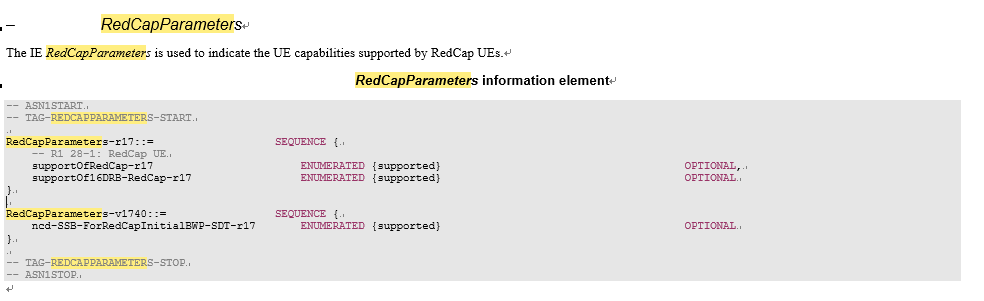 – RedCapParameters
The IE RedCapParameters is used to indicate the UE capabilities supported by RedCap UEs.
RedCapParameters information element
-- ASN1START
-- TAG-REDCAPPARAMETERS-START
RedCapParameters-r17::= SEQUENCE {
-- R1 28-1: RedCap UE
supportOfRedCap-r17 ENUMERATED {supported} OPTIONAL,
supportOf16DRB-RedCap-r17 ENUMERATED {supported} OPTIONAL
}
RedCapParameters-v1740::= SEQUENCE {
ncd-SSB-ForRedCapInitialBWP-SDT-r17 ENUMERATED {supported} OPTIONAL
}
-- TAG-REDCAPPARAMETERS-STOP
-- ASN1STOP